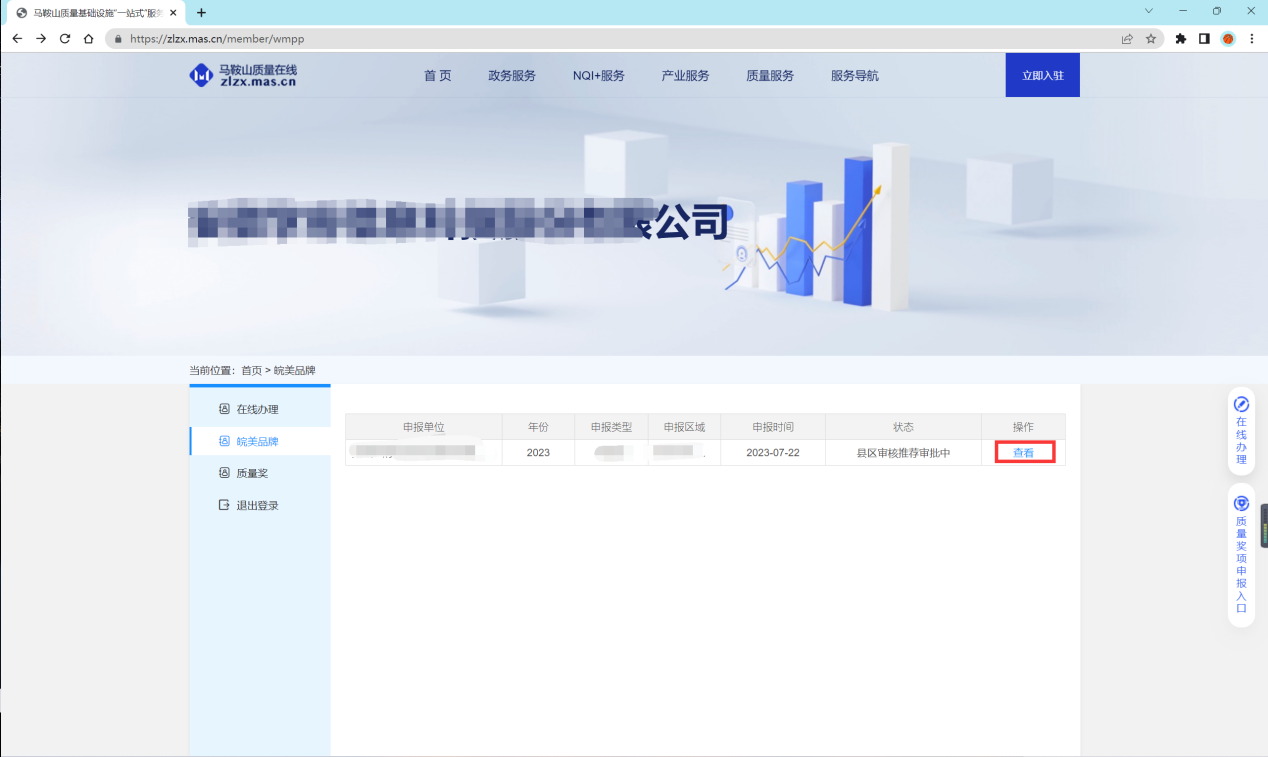 马鞍山质量基础设施"一站式"服务
https://zlzx.mas.cn/member/wmpp
马鞍山质量在线
zlzx.mas.cn
首 页 政务服务 NQI+服务 产业服务 质量服务 服务导航 立即入驻
公司
当前位置：首页 > 皖美品牌
在线办理
皖美品牌
质量奖
退出登录
申报单位 年份 申报类型 申报区域 申报时间 状态 操作
2023 2023-07-22 县区审核推荐审批中 查看
在线办理
质量奖项申报入口